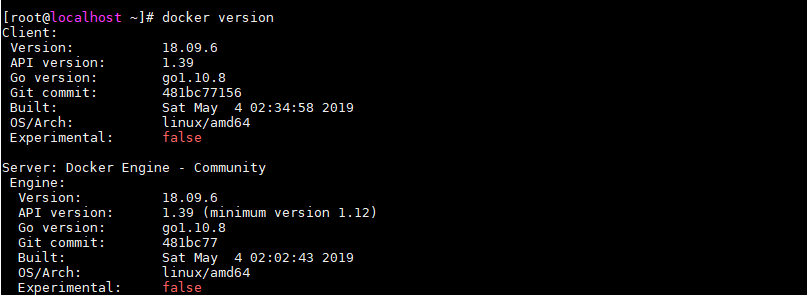 [root@localhost ~]# docker version
Client:
 Version:           18.09.6
 API version:       1.39
 Go version:        go1.10.8
 Git commit:        481bc77156
 Built:             Sat May  4 02:34:58 2019
 OS/Arch:           linux/amd64
 Experimental:      false

Server: Docker Engine - Community
 Engine:
  Version:          18.09.6
  API version:      1.39 (minimum version 1.12)
  Go version:       go1.10.8
  Git commit:       481bc77
  Built:            Sat May  4 02:02:43 2019
  OS/Arch:          linux/amd64
  Experimental:     false